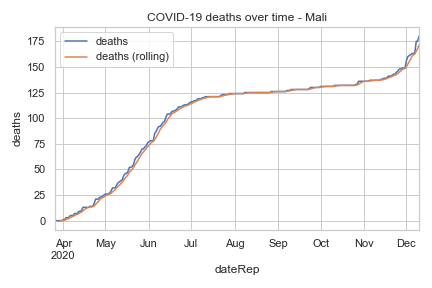 COVID-19 deaths over time - Mali
deaths
deaths (rolling)
175
150
125
100
75
50
25
0
deaths
Apr May Jun Jul Aug Sep Oct Nov Dec
2020
dateRep